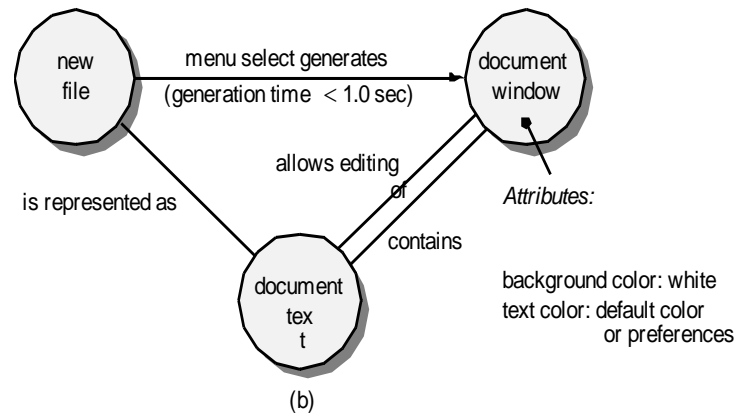 new
file
menu select generates
(generation time < 1.0 sec)
document
window
allows editing
of
is represented as
Attributes:
contains
document
tex
t
background color: white
text color: default color
or preferences
(b)